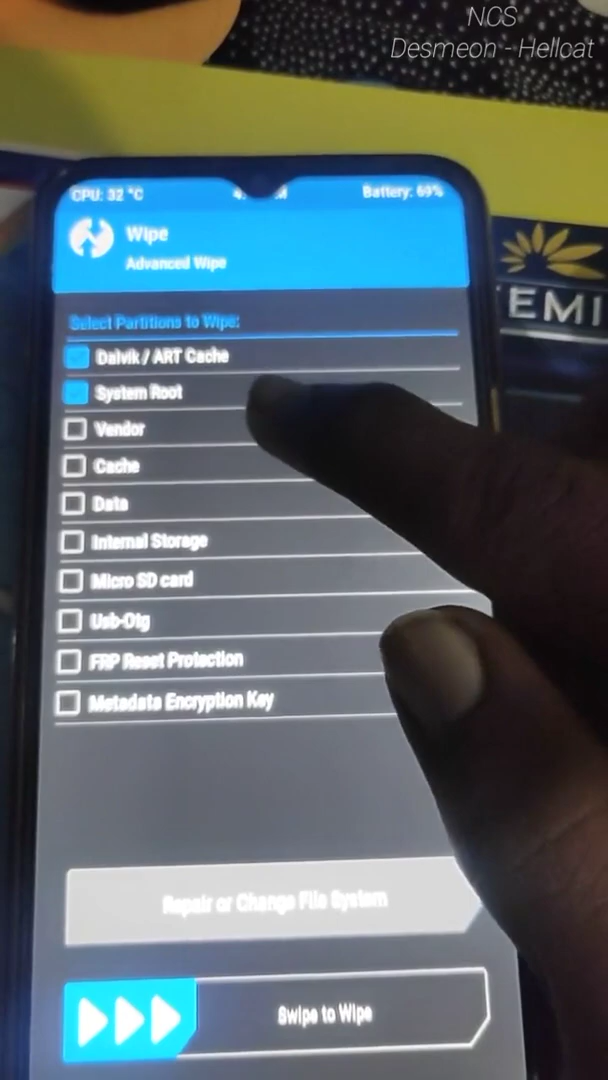 NCS
Desmeon - Hellcat
CPU: 32 °C
Battery: 69%
Wipe
Advanced Wipe
Select Partitions to Wipe:
Dalvik / ART Cache
System Root
Vendor
Cache
Data
Internal Storage
Micro SD card
Usb-Otg
FRP Reset Protection
Metadata Encryption Key
Repair or Change File System
Swipe to Wipe
TEMI